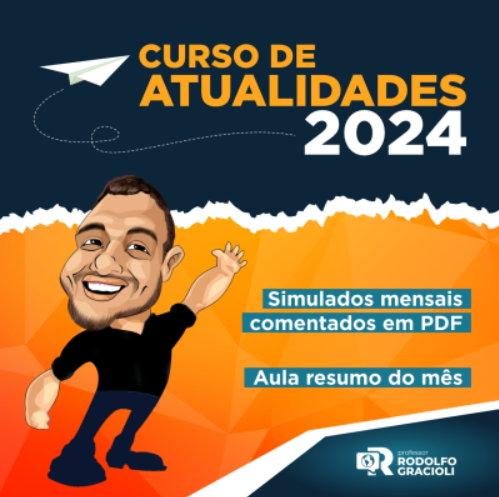 CURSO DE
ATUALIDADES
2024
Simulados mensais
comentados em PDF
Aula resumo do mês
professor
RODOLFO
GRACIOLI